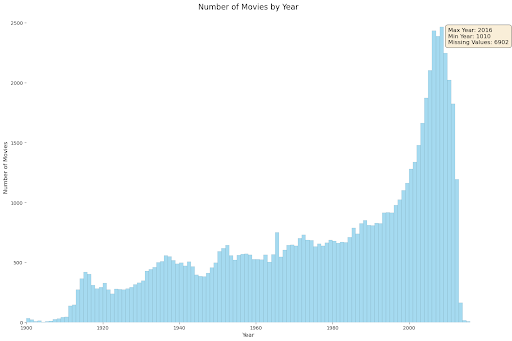 Number of Movies by Year
Max Year: 2016
Min Year: 1010
Missing Values: 6902
Number of Movies
2500
2000
1500
1000
500
0
1900
1920
1940
1960
1980
2000
Year